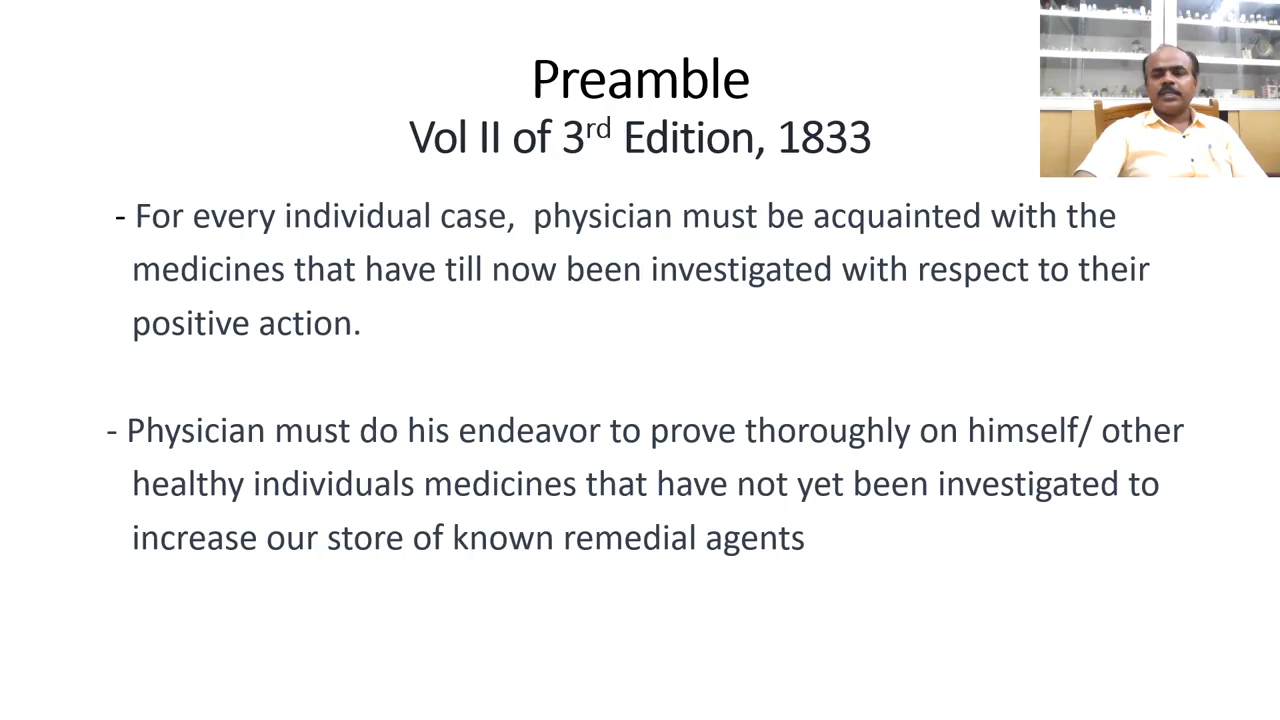 Preamble
Vol II of 3rd Edition, 1833
- For every individual case,  physician must be acquainted with the
medicines that have till now been investigated with respect to their
positive action.
- Physician must do his endeavor to prove thoroughly on himself/ other
healthy individuals medicines that have not yet been investigated to
increase our store of known remedial agents